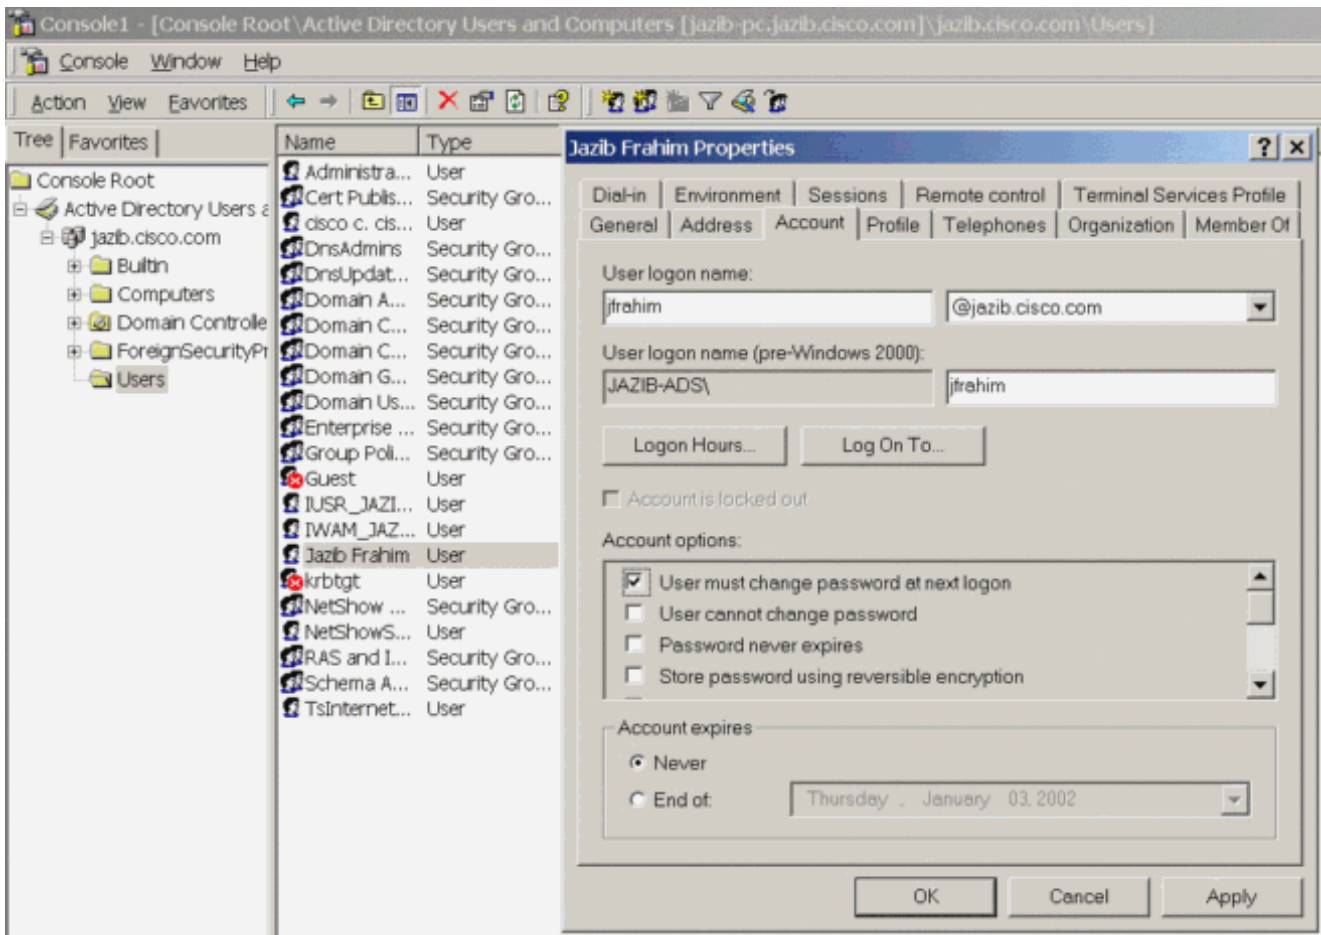 Console1 - [Console Root\Active Directory Users and Computers [jazib-pc.jazib.cisco.com]\jazib.cisco.com\Users]
Console Window Help
Action View Favorites
Tree Favorites
Console Root
Active Directory Users a
jazib.cisco.com
Builtin
Computers
Domain Controlle
ForeignSecurityPr
Users
Name Type
Administra... User
Cert Publis... Security Gro...
cisco c. cis... User
DnsAdmins Security Gro...
DnsUpdat... Security Gro...
Domain A... Security Gro...
Domain C... Security Gro...
Domain C... Security Gro...
Domain G... Security Gro...
Domain Us... Security Gro...
Enterprise ... Security Gro...
Group Poli... Security Gro...
Guest User
IUSR_JAZI... User
IWAM_JAZ... User
Jazib Frahim User
krbtgt User
NetShow ... Security Gro...
NetShowS... User
RAS and I... Security Gro...
Schema A... Security Gro...
TsInternet... User
Jazib Frahim Properties
Dial-in Environment Sessions Remote control Terminal Services Profile
General Address Account Profile Telephones Organization Member Of
User logon name:
jfrahim @jazib.cisco.com
User logon name (pre-Windows 2000):
JAZIB-ADS\ jfrahim
Logon Hours... Log On To...
Account is locked out
Account options:
User must change password at next logon
User cannot change password
Password never expires
Store password using reversible encryption
Account expires
Never
End of: Thursday , January 03, 2002
OK Cancel Apply